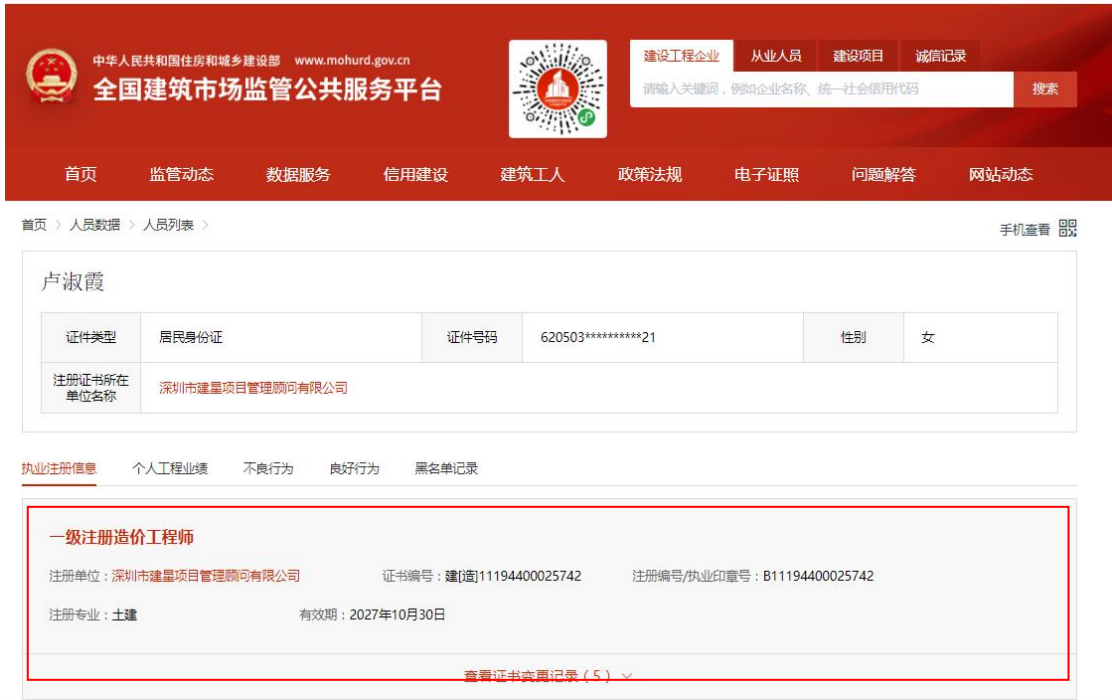 中华人民共和国住房和城乡建设部 www.mohurd.gov.cn
全国建筑市场监管公共服务平台
建设工程企业 从业人员 建设项目 诚信记录
请输入关键词，例如企业名称、统一社会信用代码 搜索
首页 监管动态 数据服务 信用建设 建筑工人 政策法规 电子证照 问题解答 网站动态
首页 > 人员数据 > 人员列表 >
手机查看
卢淑霞
证件类型 居民身份证 证件号码 620503**********21 性别 女
注册证书所在
单位名称
深圳市建星项目管理顾问有限公司
执业注册信息 个人工程业绩 不良行为 良好行为 黑名单记录
一级注册造价工程师
注册单位：深圳市建星项目管理顾问有限公司 证书编号：建[造]11194400025742 注册编号/执业印章号：B11194400025742
注册专业：土建 有效期：2027年10月30日
查看证书变更记录（5）